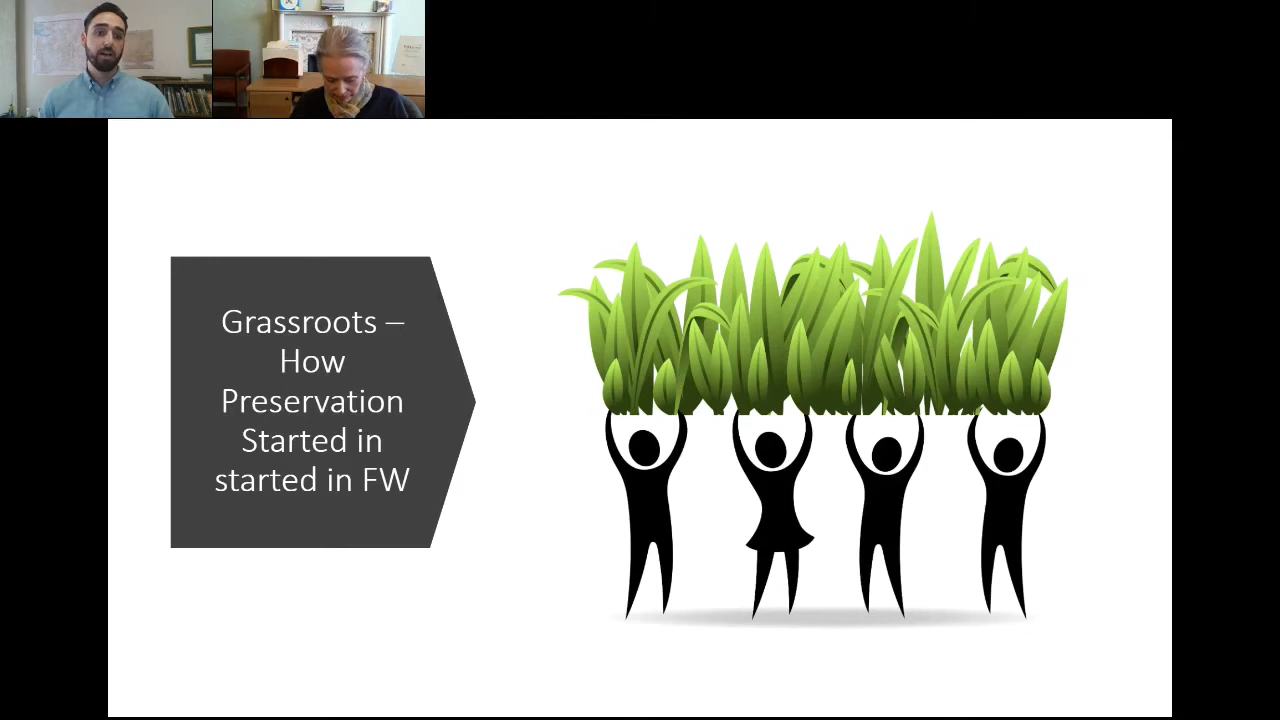 Grassroots –
How
Preservation
Started in
started in FW